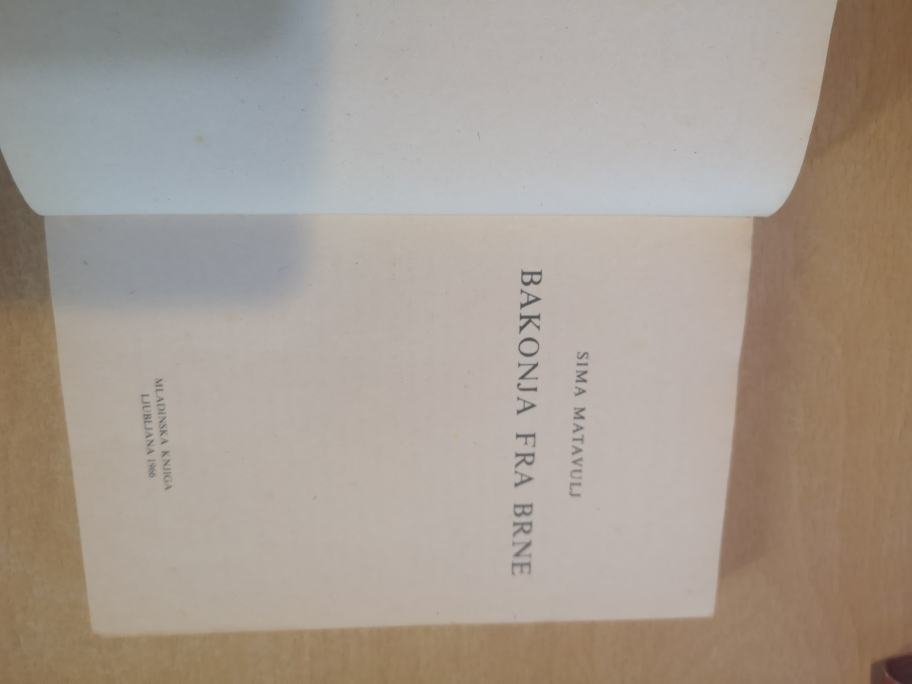 SIMA MATAVULJ
BAKONJA FRA BRNE
MLADINSKA KNJIGA
LJUBLJANA 1966